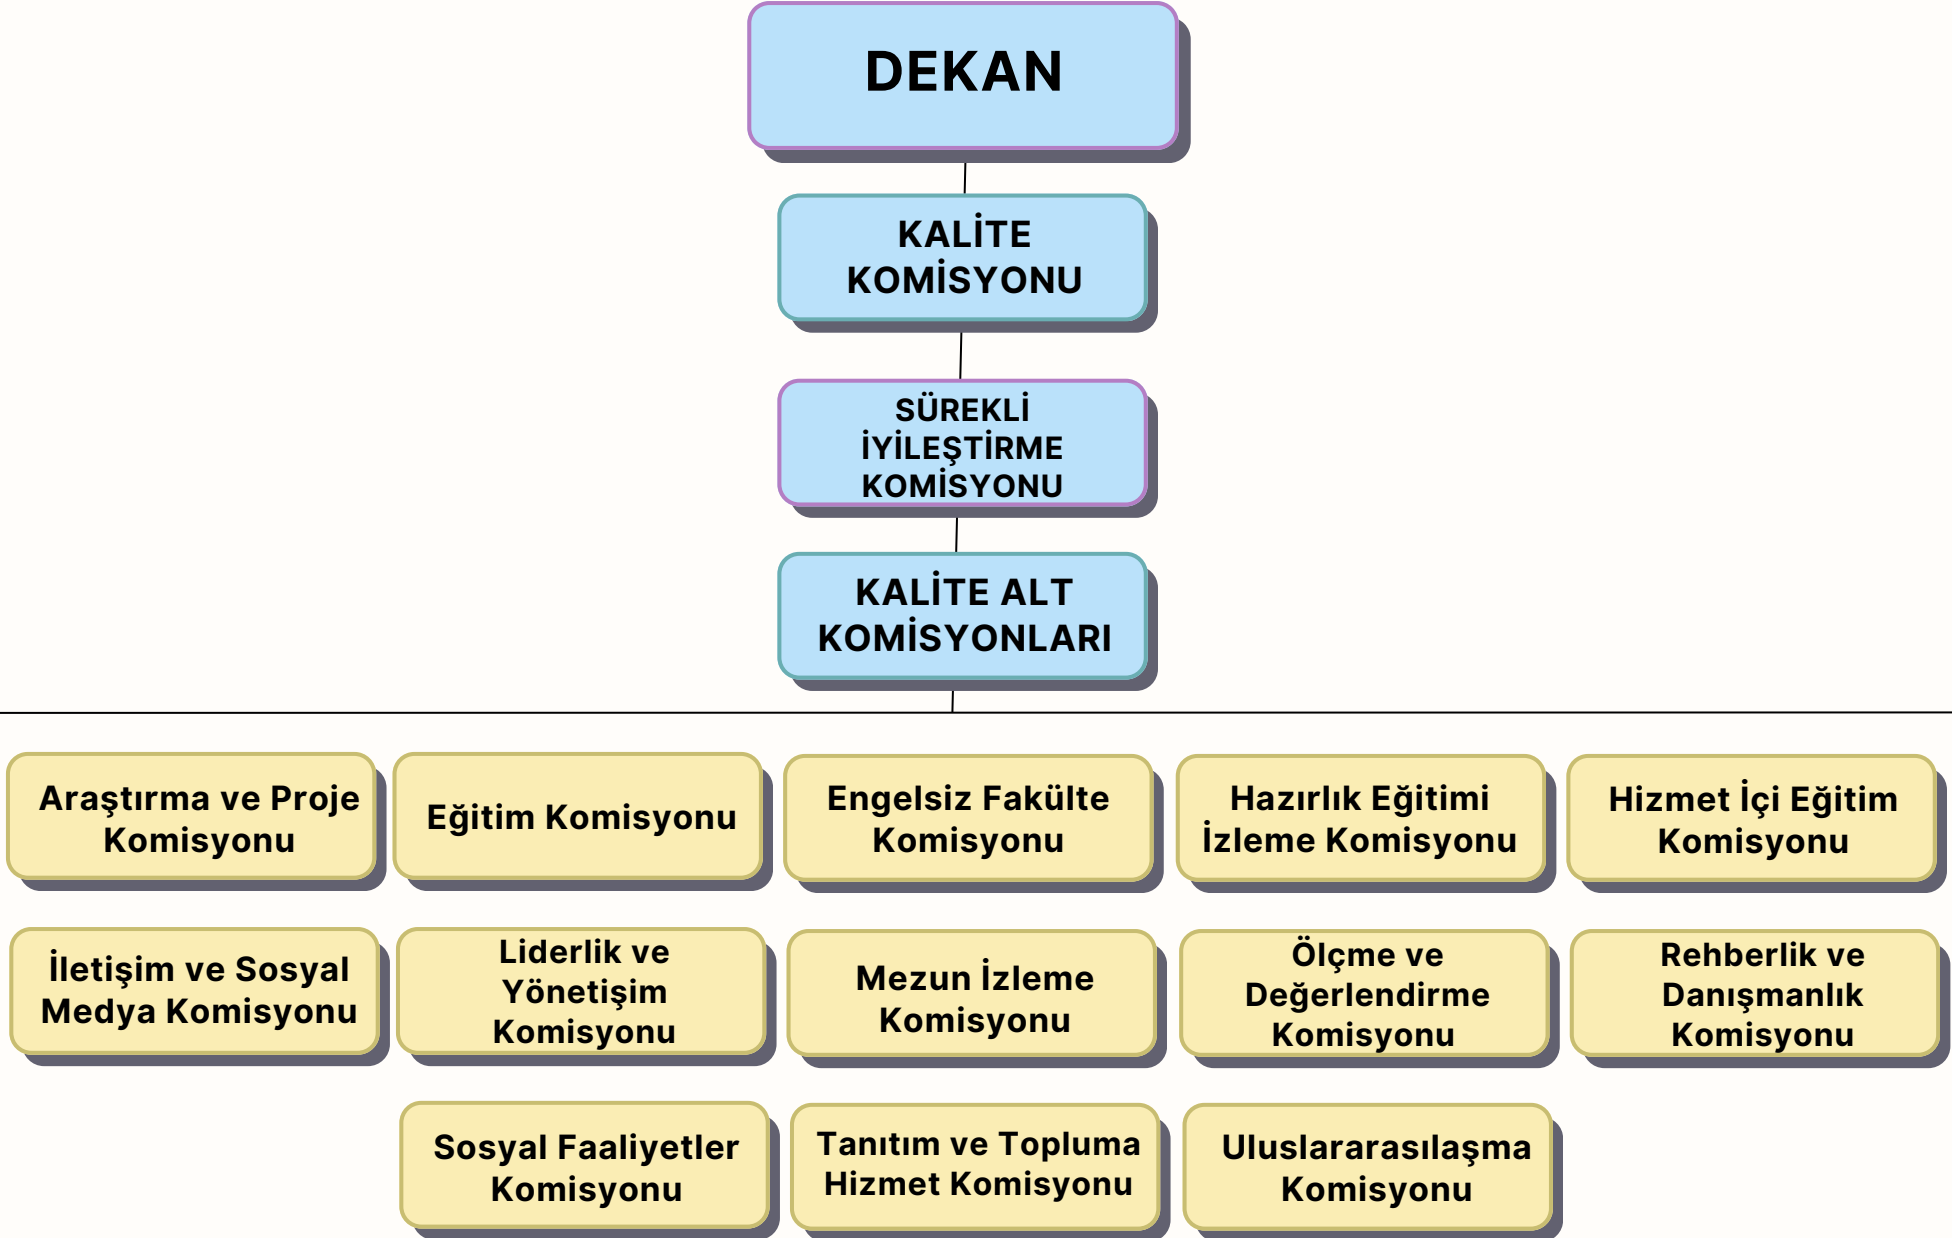 DEKAN
KALİTE
KOMİSYONU
SÜREKLİ
İYİLEŞTİRME
KOMİSYONU
KALİTE ALT
KOMİSYONLARI
Araştırma ve Proje
Komisyonu
Eğitim Komisyonu
Engelsiz Fakülte
Komisyonu
Hazırlık Eğitimi
İzleme Komisyonu
Hizmet İçi Eğitim
Komisyonu
İletişim ve Sosyal
Medya Komisyonu
Liderlik ve
Yönetişim
Komisyonu
Mezun İzleme
Komisyonu
Ölçme ve
Değerlendirme
Komisyonu
Rehberlik ve
Danışmanlık
Komisyonu
Sosyal Faaliyetler
Komisyonu
Tanıtım ve Topluma
Hizmet Komisyonu
Uluslararasılaşma
Komisyonu